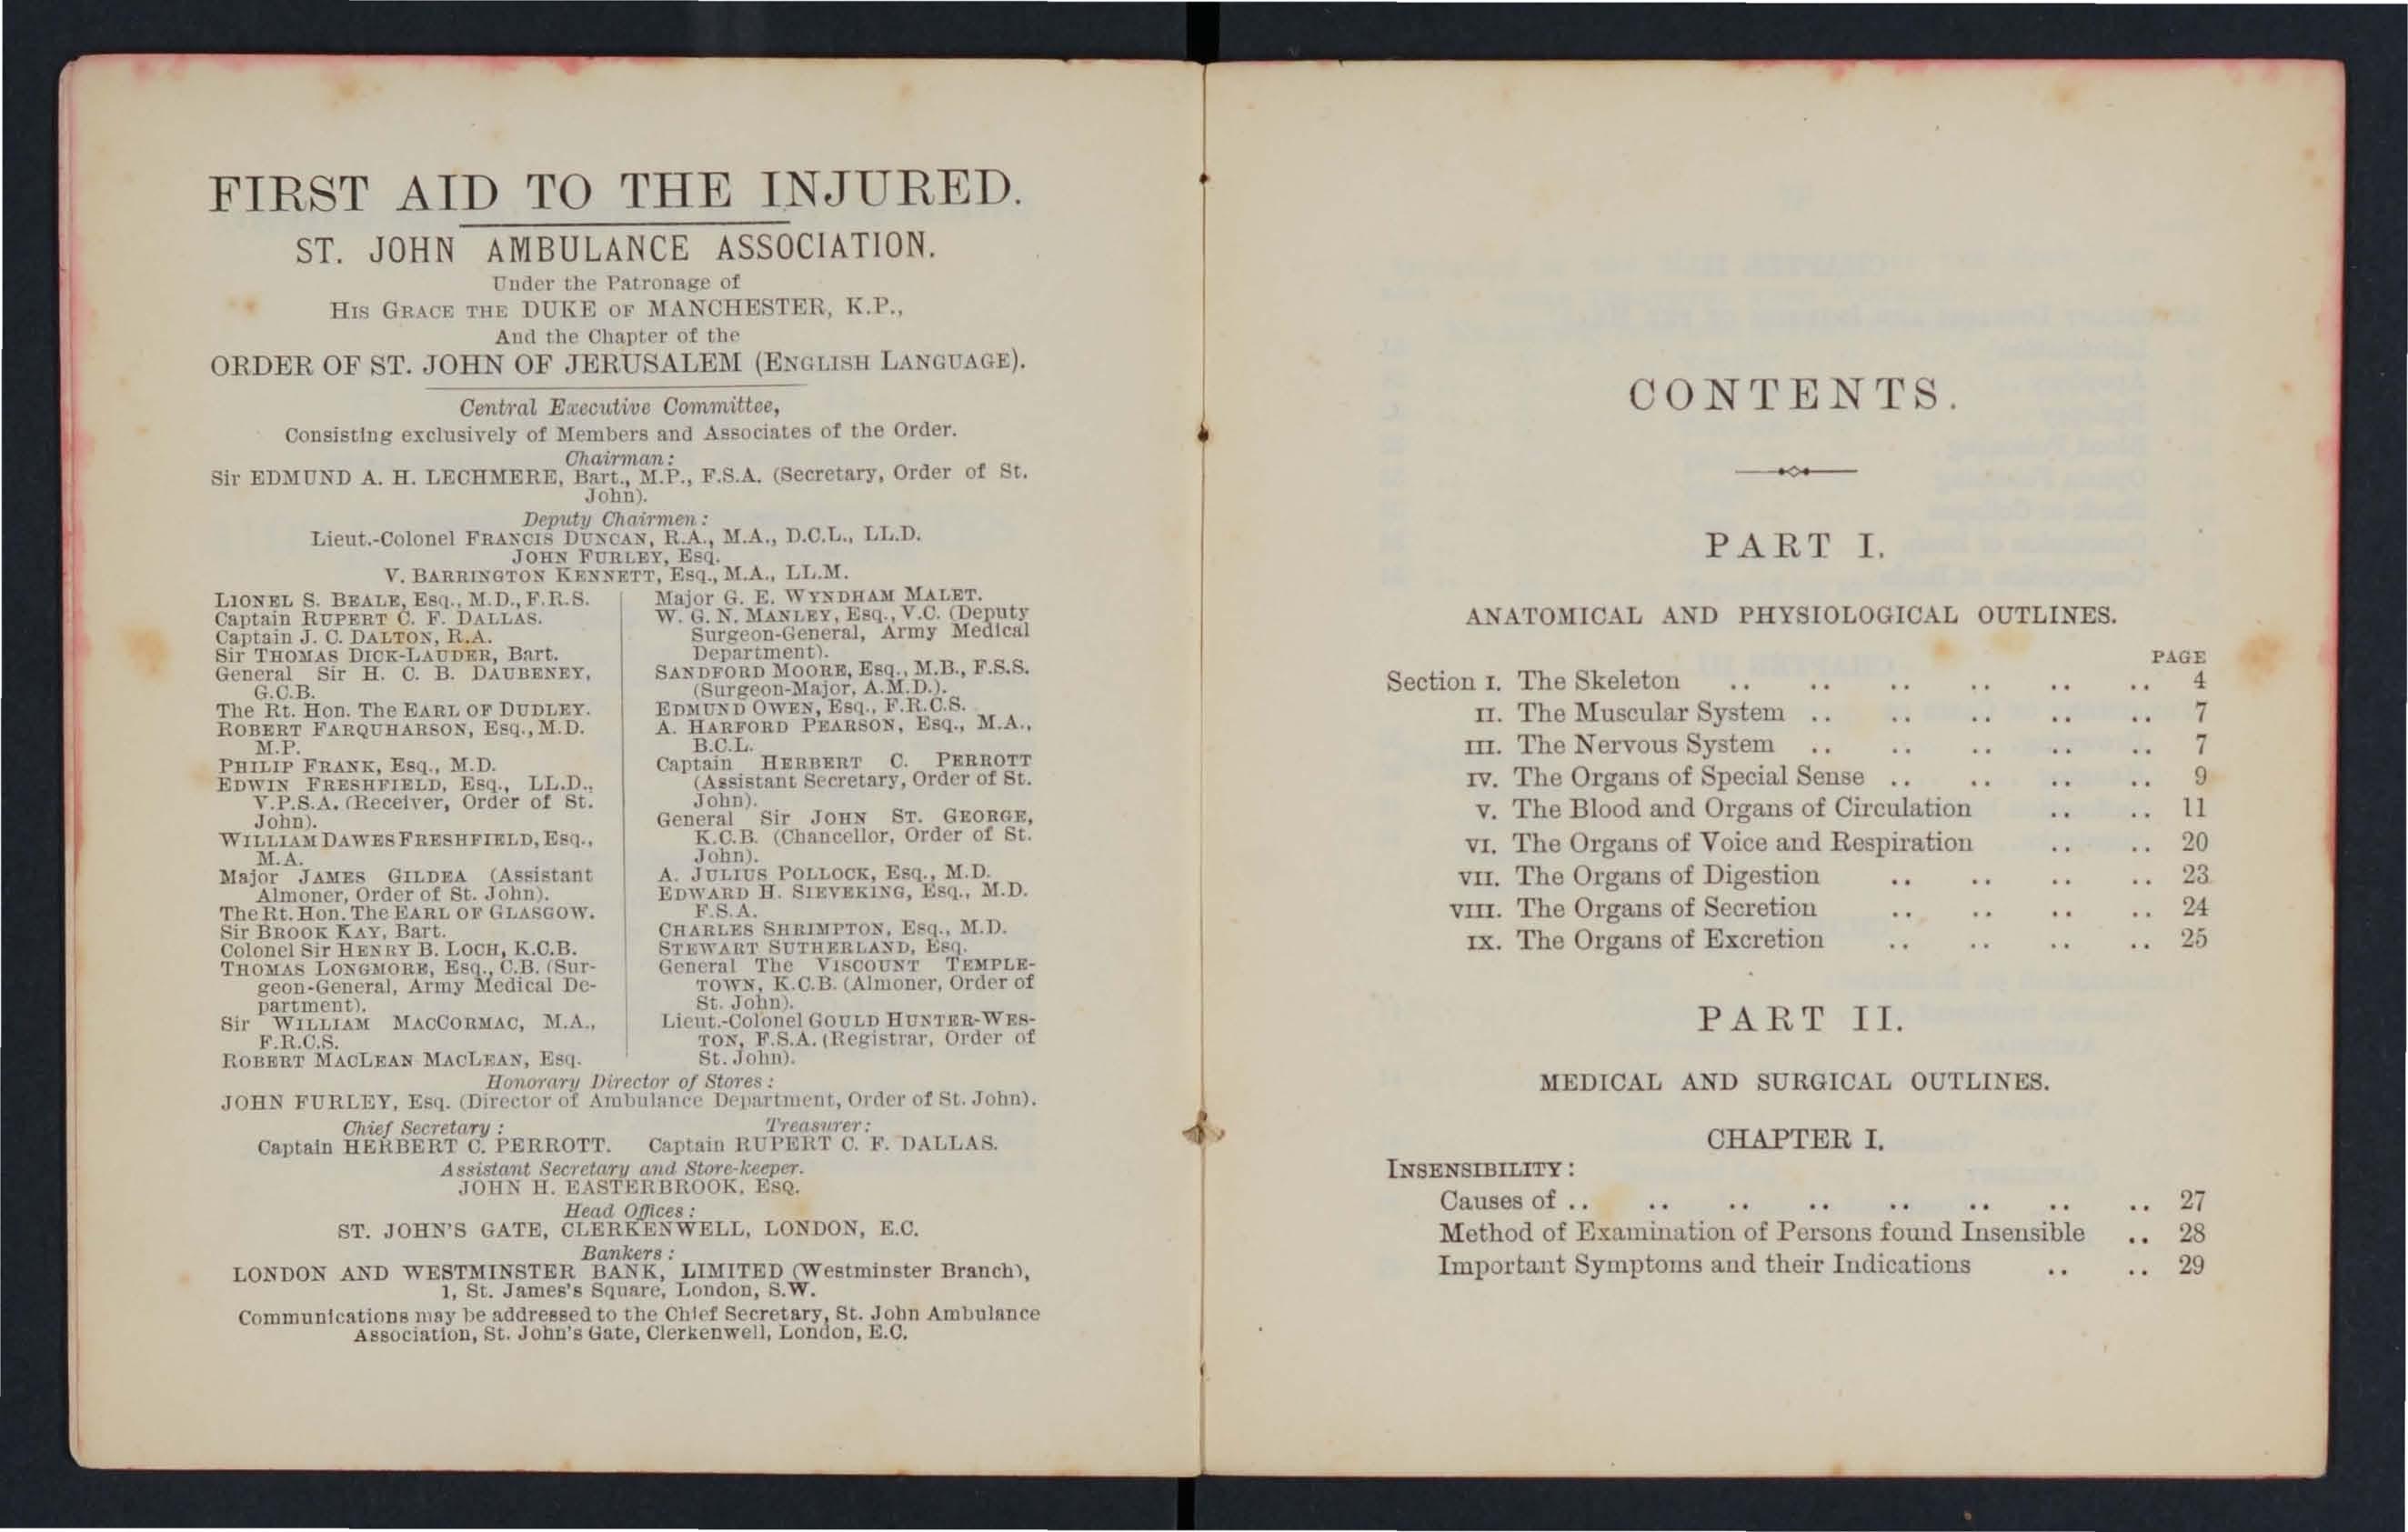 FIRST AID TO THE INJURED.
ST. JOHN AMBULANCE ASSOCIATION.
Under the Patronage of
HIS GRACE THE DUKE OF MANCHESTER, K.P.,
And the Chapter of the
ORDER OF ST. JOHN OF JERUSALEM (ENGLISH LANGUAGE).
Central Executive Committee,
Consisting exclusively of Members and Associates of the Order.
Chairman:
Sir EDMUND A. H. LECHMERE, Bart., M.P., F.S.A. (Secretary, Order of St.
John).
Deputy Chairmen:
Lieut.-Colonel FRANCIS DUNCAN, R.A., M.A., D.C.L., LL.D.
JOHN FURLEY, Esq.
V. BARRINGTON KENNETT, Esq., M.A., LL.M.
LIONEL S. BEALE, Esq., M.D., F.R.S.
Captain RUPERT C. F. DALLAS.
Captain J. C. DALTON, R.A.
Sir THOMAS DICK-LAUDER, Bart.
General Sir H. C. B. DAUBENEY,
G.C.B.
The Rt. Hon. The EARL OF DUDLEY.
ROBERT FARQUHARSON, Esq., M.D.
M.P.
PHILIP FRANK, Esq., M.D.
EDWIN FRESHFIELD, Esq., LL.D.,
V.P.S.A. (Receiver, Order of St.
John).
WILLIAM DAWES FRESHFIELD, Esq.,
M.A.
Major JAMES GILDEA (Assistant
Almoner, Order of St. John).
The Rt. Hon. The EARL OF GLASGOW.
Sir BROOK KAY, Bart.
Colonel Sir HENRY B. LOCH, K.C.B.
THOMAS LONGMORE, Esq., C.B. (Sur-
geon-General, Army Medical De-
partment).
Sir WILLIAM MACCORMAC, M.A.,
F.R.C.S.
ROBERT MACLEAN MACLEAN, Esq.
Major G. E. WYNDHAM MALET.
W. G. N. MANLEY, Esq., V.C. (Deputy
Surgeon-General, Army Medical
Department).
SANDFORD MOORE, Esq., M.B., F.S.S.
(Surgeon-Major, A.M.D.).
EDMUND OWEN, Esq., F.R.C.S.
A. HARFORD PEARSON, Esq., M.A.,
B.C.L.
Captain HERBERT C. PERROTT
(Assistant Secretary, Order of St.
John).
General Sir JOHN ST. GEORGE,
K.C.B. (Chancellor, Order of St.
John).
A. JULIUS POLLOCK, Esq., M.D.
EDWARD H. SIEVEKING, Esq., M.D.
F.S.A.
CHARLES SHRIMPTON, Esq., M.D.
STEWART SUTHERLAND, Esq.
General The VISCOUNT TEMPLE-
TOWN, K.C.B. (Almoner, Order of
St. John).
Lieut.-Colonel GOULD HUNTER-WES-
TON, F.S.A. (Registrar, Order of
St. John).
Honorary Director of Stores:
JOHN FURLEY, Esq. (Director of Ambulance Department, Order of St. John).
Chief Secretary: Treasurer:
Captain HERBERT C. PERROTT. Captain RUPERT C. F. DALLAS.
Assistant Secretary and Store-keeper.
JOHN H. EASTERBROOK, ESQ.
Head Offices:
ST. JOHN'S GATE, CLERKENWELL, LONDON, E.C.
Bankers:
LONDON AND WESTMINSTER BANK, LIMITED (Westminster Branch),
1, St. James's Square, London, S.W.
Communications may be addressed to the Chief Secretary, St. John Ambulance
Association, St. John's Gate, Clerkenwell, London, E.C.
CONTENTS.
PART I.
ANATOMICAL AND PHYSIOLOGICAL OUTLINES.
PAGE
Section I. The Skeleton .. .. .. .. .. .. 4
II. The Muscular System .. .. .. .. .. 7
III. The Nervous System .. .. .. .. .. 7
IV. The Organs of Special Sense .. .. .. .. 9
V. The Blood and Organs of Circulation .. .. 11
VI. The Organs of Voice and Respiration .. .. 20
VII. The Organs of Digestion .. .. .. .. 23
VIII. The Organs of Secretion .. .. .. .. 24
IX. The Organs of Excretion .. .. .. .. 25
PART II.
MEDICAL AND SURGICAL OUTLINES.
CHAPTER I.
INSENSIBILITY:
Causes of .. .. .. .. .. .. .. .. 27
Method of Examination of Persons found Insensible .. 28
Important Symptoms and their Indications .. .. 29